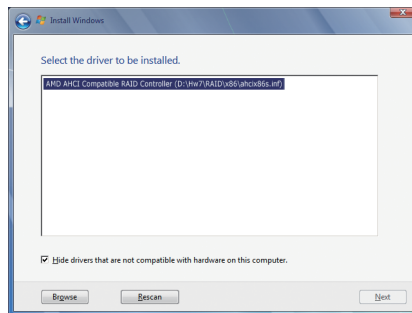 Install Windows
Select the driver to be installed.
AMD AHCI Compatible RAID Controller (D:\Hw7\RAID\x86\ahcix86s.inf)
Hide drivers that are not compatible with hardware on this computer.
Browse Rescan Next